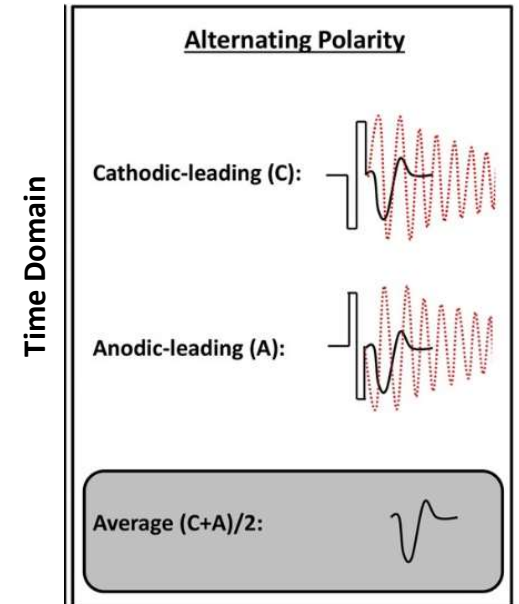 Time Domain
Alternating Polarity
Cathodic-leading (C):
Anodic-leading (A):
Average (C+A)/2: